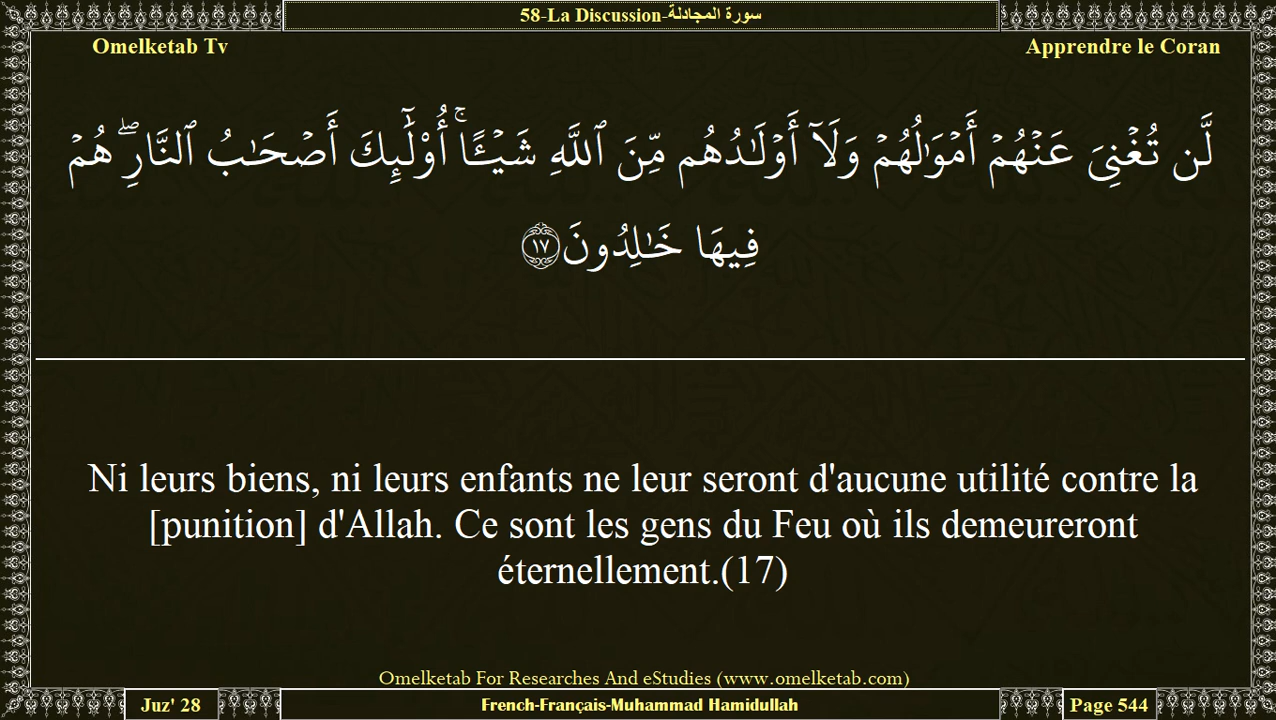 58-La Discussion-سورة المجادلة
Omelketab Tv
Apprendre le Coran
لَّن تُغۡنِيَ عَنۡهُمۡ أَمۡوَٰلُهُمۡ وَلَآ أَوۡلَٰدُهُم مِّنَ ٱللَّهِ شَيۡـًٔاۚ أُوْلَٰٓئِكَ أَصۡحَٰبُ ٱلنَّارِۖ هُمۡ
فِيهَا خَٰلِدُونَ ١٧
Ni leurs biens, ni leurs enfants ne leur seront d'aucune utilité contre la
[punition] d'Allah. Ce sont les gens du Feu où ils demeureront
éternellement.(17)
Omelketab For Researches And eStudies (www.omelketab.com)
Juz' 28
French-Français-Muhammad Hamidullah
Page 544